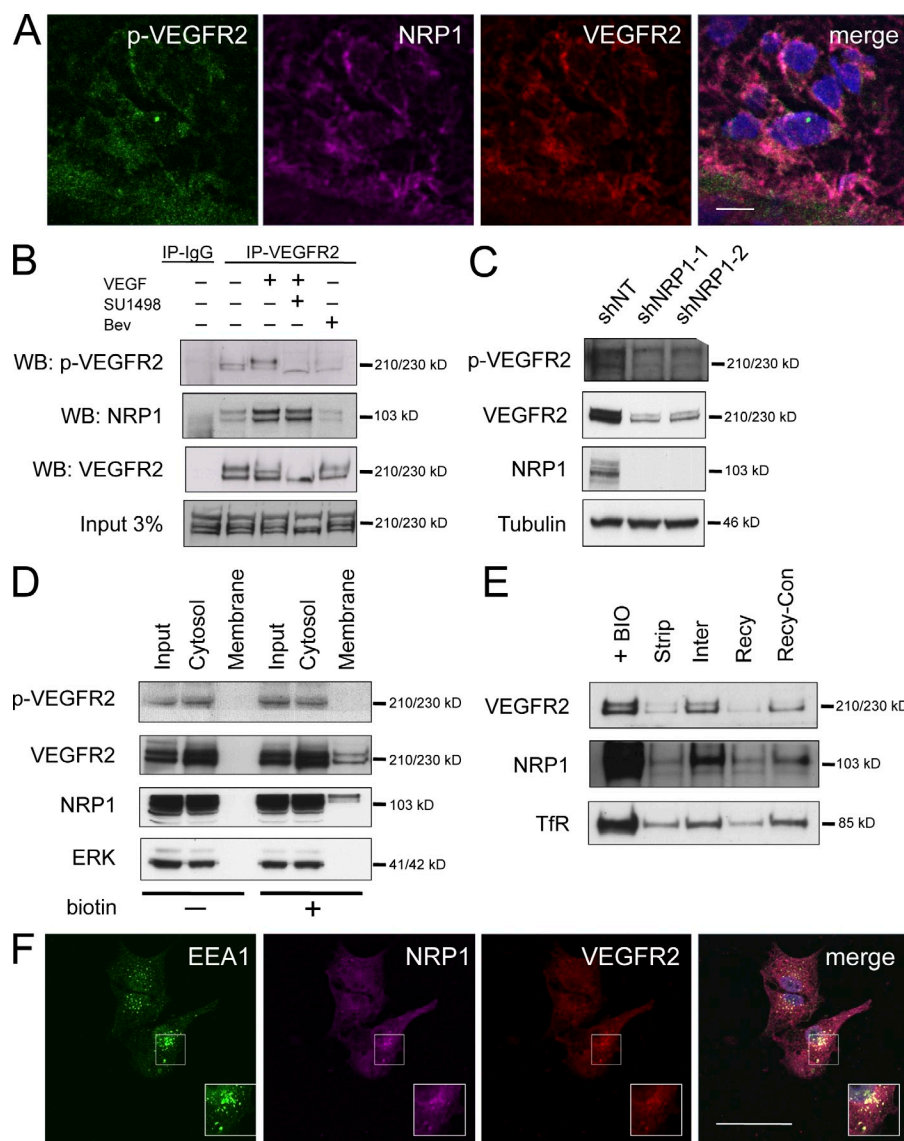 A
p-VEGFR2 NRP1 VEGFR2 merge
B
IP-IgG IP-VEGFR2
VEGF – – + + –
SU1498 – – – + –
Bev – – – – +
WB: p-VEGFR2 210/230 kD
WB: NRP1 103 kD
WB: VEGFR2 210/230 kD
Input 3% 210/230 kD
C
shNT shNRP1-1 shNRP1-2
p-VEGFR2 210/230 kD
VEGFR2 210/230 kD
NRP1 103 kD
Tubulin 46 kD
D
Input Cytosol Membrane Input Cytosol Membrane
p-VEGFR2 210/230 kD
VEGFR2 210/230 kD
NRP1 103 kD
ERK 41/42 kD
biotin – +
E
+ BIO Strip Inter Recy Recy-Con
VEGFR2 210/230 kD
NRP1 103 kD
TfR 85 kD
F
EEA1 NRP1 VEGFR2 merge